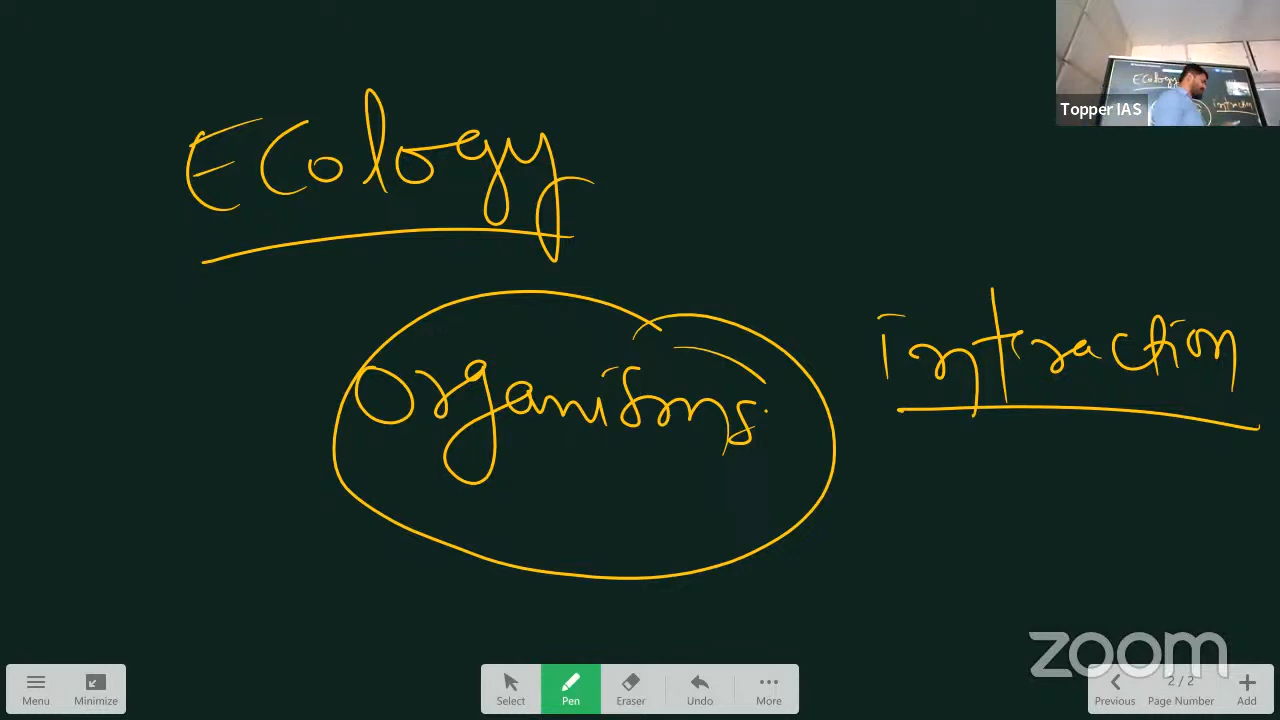 Topper IAS
Ecology
interaction
organisms
zoom
Menu
Minimize
Select
Pen
Eraser
Undo
More
Previous
2 / 2
Page Number
Add